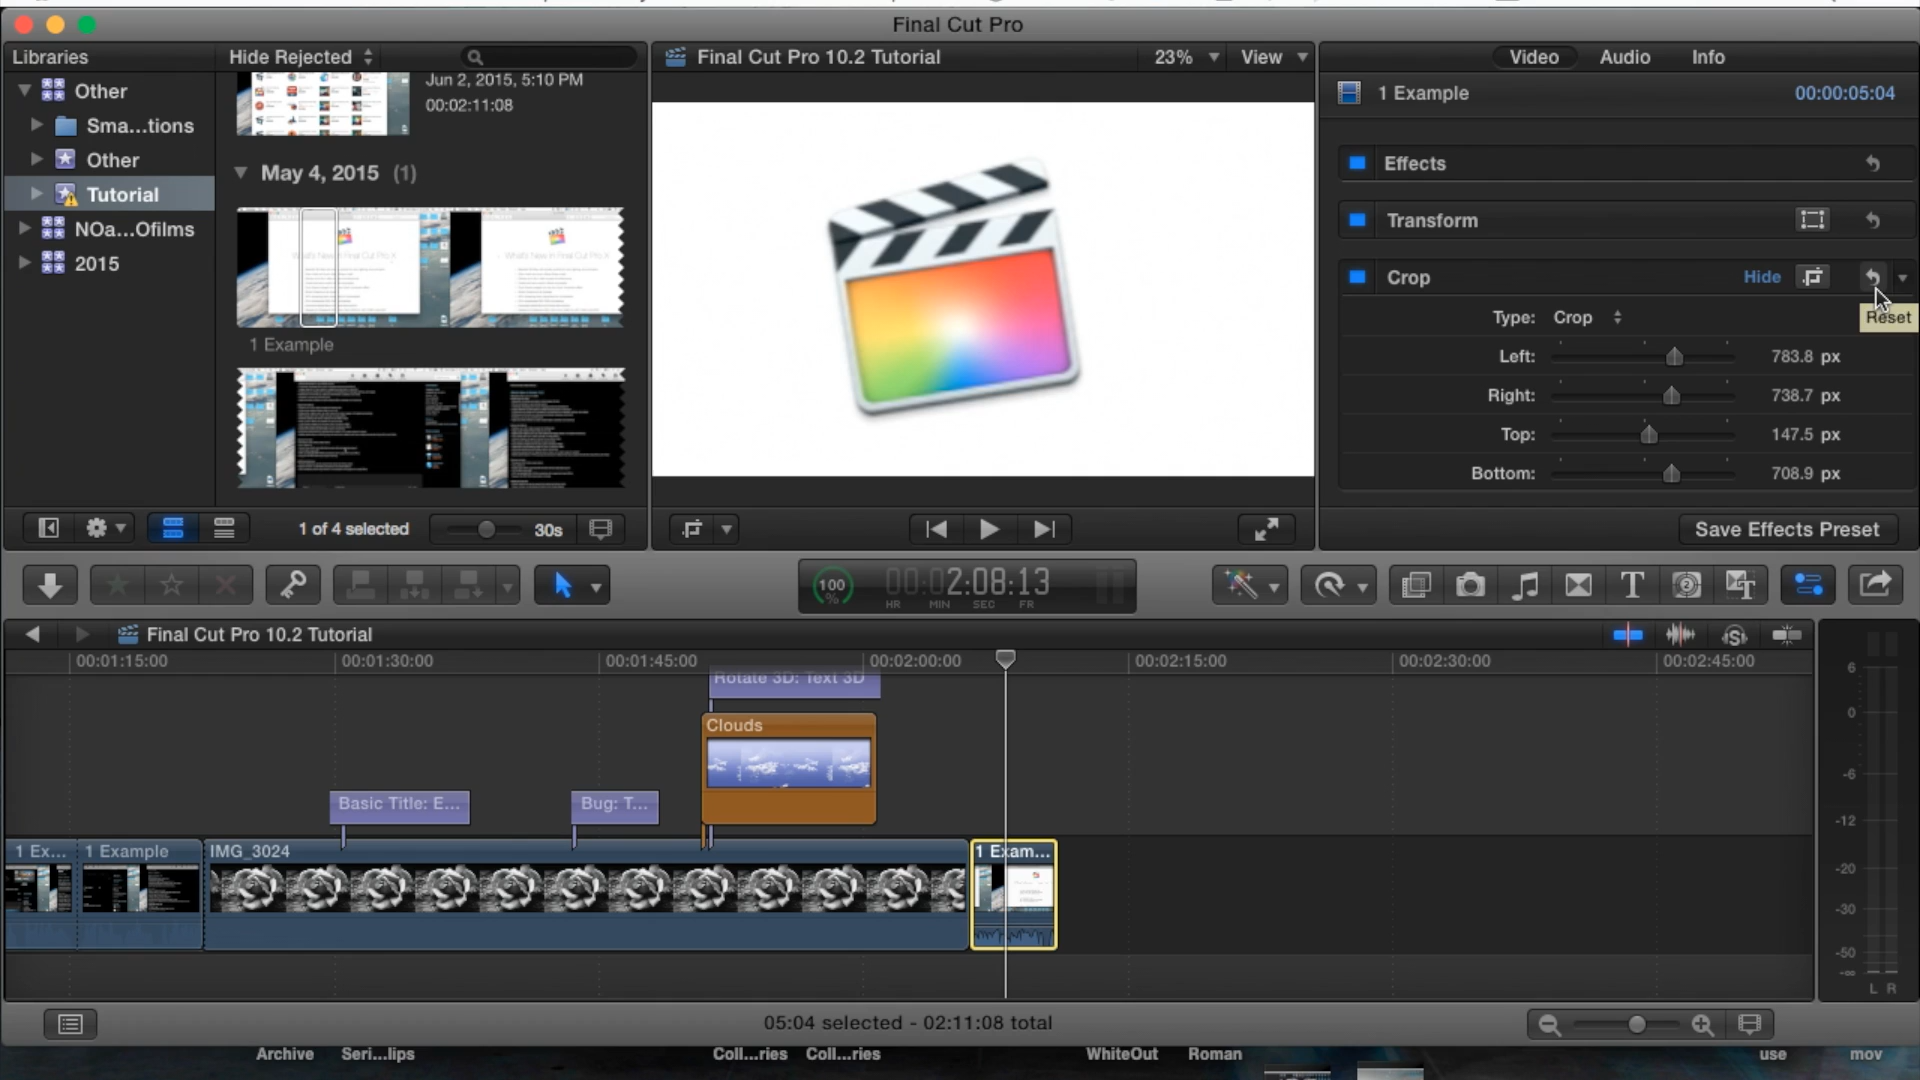 Final Cut Pro
Libraries
Hide Rejected
Final Cut Pro 10.2 Tutorial
23%
View
Video
Audio
Info
Other
Sma...tions
Other
Tutorial
NOa...Ofilms
2015
Jun 2, 2015, 5:10 PM
00:02:11:08
May 4, 2015 (1)
1 Example
1 of 4 selected
30s
1 Example
00:00:05:04
Effects
Transform
Crop
Hide
Reset
Type: Crop
Left: 783.8 px
Right: 738.7 px
Top: 147.5 px
Bottom: 708.9 px
Save Effects Preset
100
%
00:02:08:13
HR MIN SEC FR
Final Cut Pro 10.2 Tutorial
00:01:15:00
00:01:30:00
00:01:45:00
00:02:00:00
00:02:15:00
00:02:30:00
00:02:45:00
Rotate 3D: Text 3D
Clouds
Basic Title: E...
Bug: T...
1 Ex...
1 Example
IMG_3024
1 Exam...
6
0
-6
-12
-20
-30
-50
-∞
L R
05:04 selected - 02:11:08 total
Archive
Seri...lips
Coll...ries
Coll...ries
WhiteOut
Roman
use
mov